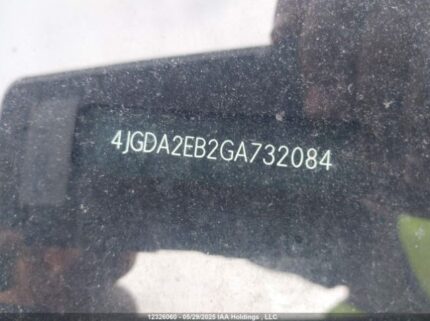 4JGDA2EB2GA732084
12326060 - 05/29/2025 IAA Holdings , LLC